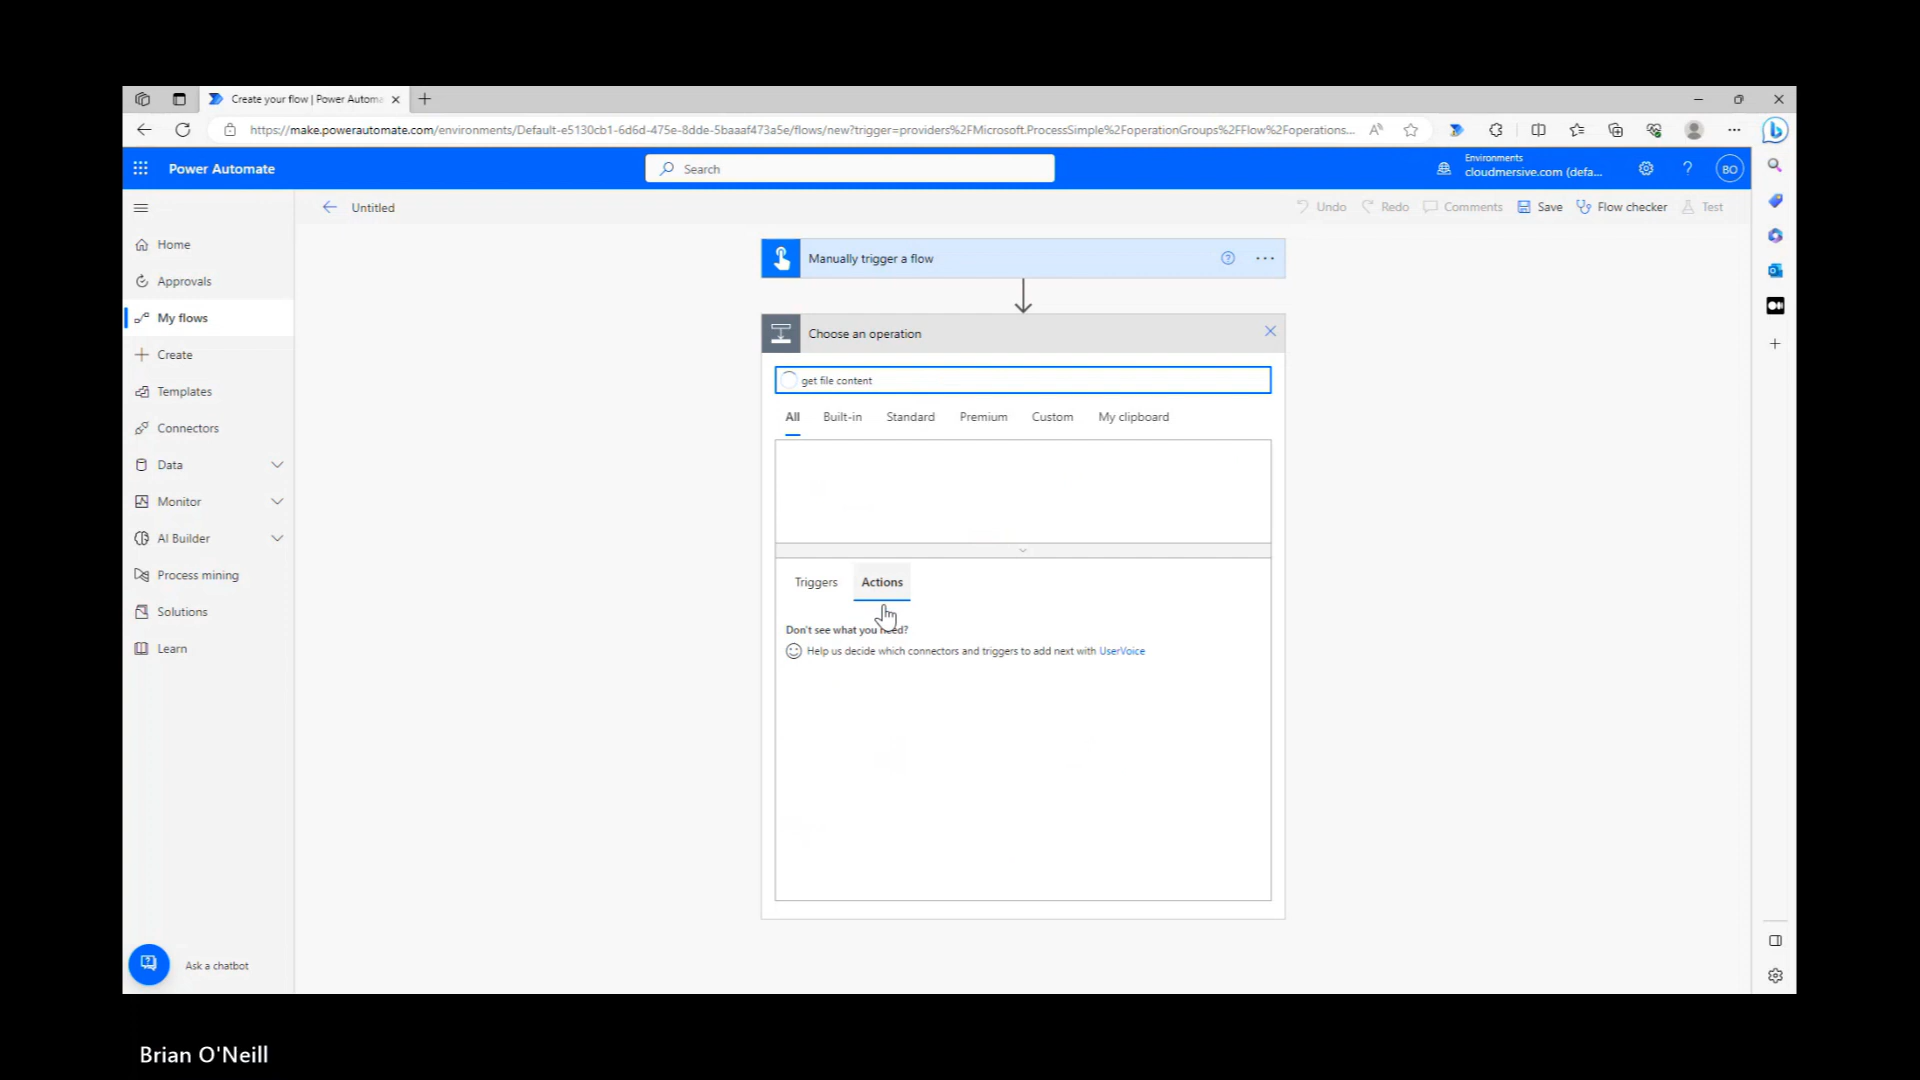 Create your flow | Power Automa
https://make.powerautomate.com/environments/Default-e5130cb1-6d6d-475e-8dde-5baaaf473a5e/flows/new?trigger=providers%2FMicrosoft.ProcessSimple%2FoperationGroups%2FFlow%2Foperations...
Power Automate
Search
Environments
cloudmersive.com (defa...
BO
Untitled
Undo
Redo
Comments
Save
Flow checker
Test
Home
Approvals
My flows
Create
Templates
Connectors
Data
Monitor
AI Builder
Process mining
Solutions
Learn
Ask a chatbot
Manually trigger a flow
Choose an operation
get file content
All Built-in Standard Premium Custom My clipboard
Triggers Actions
Don't see what you need?
Help us decide which connectors and triggers to add next with UserVoice
Brian O'Neill